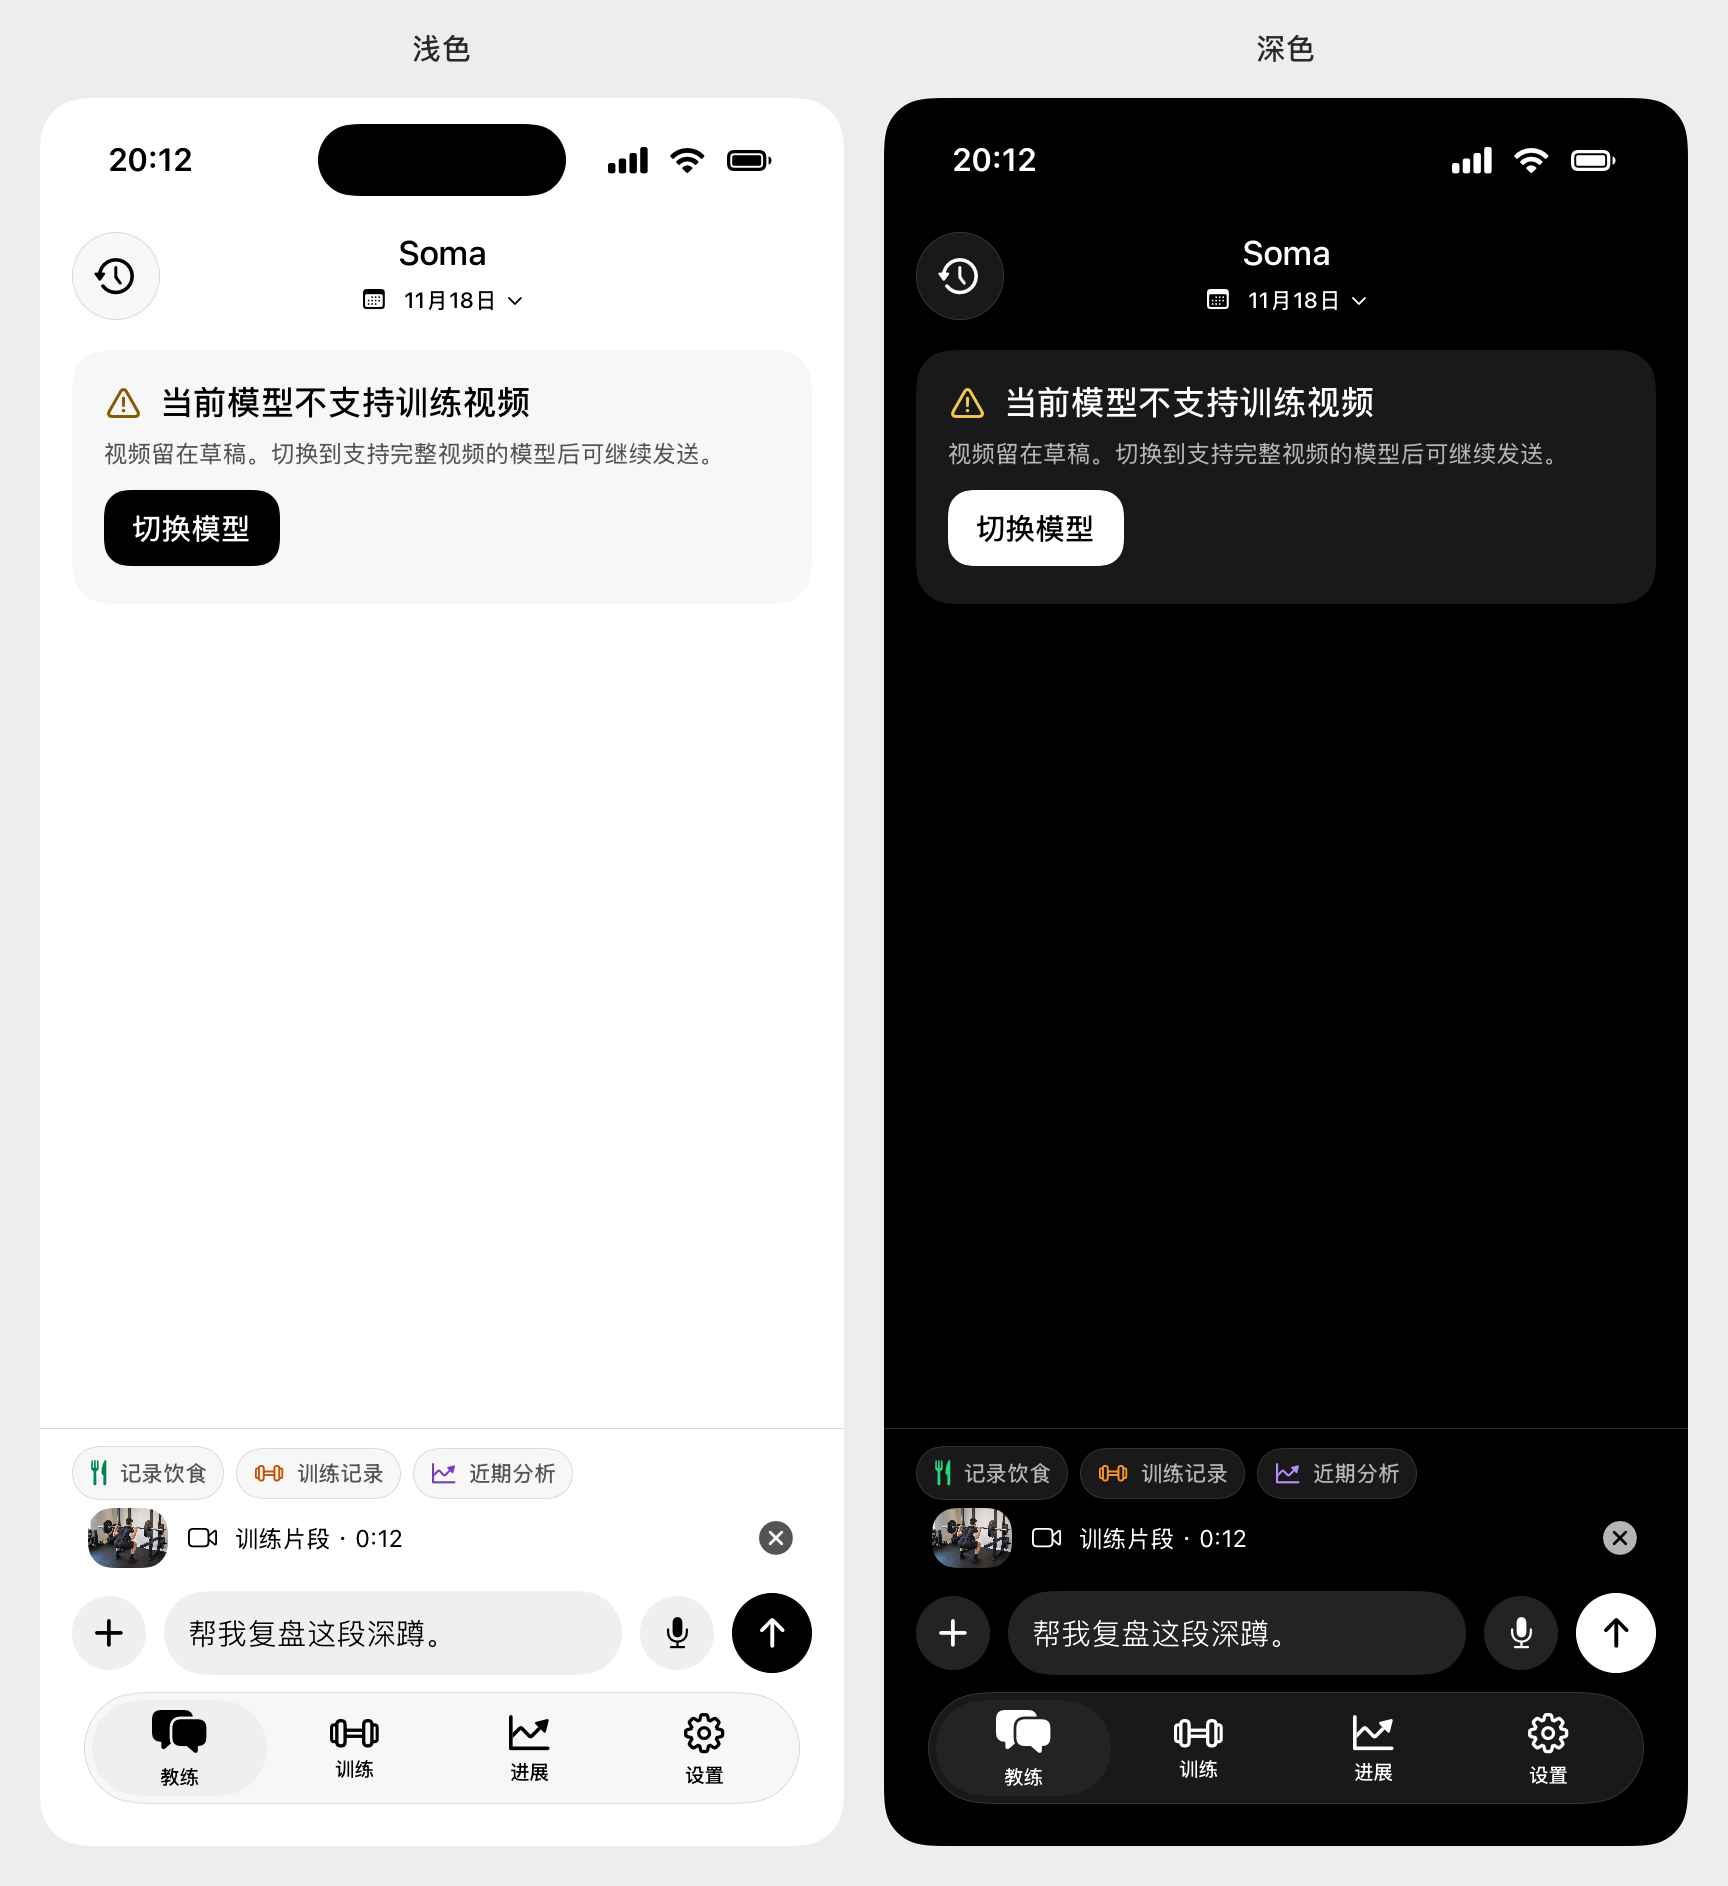 浅色
20:12
Soma
11月18日
当前模型不支持训练视频
视频留在草稿。切换到支持完整视频的模型后可继续发送。
切换模型
记录饮食
训练记录
近期分析
训练片段 · 0:12
帮我复盘这段深蹲。
教练
训练
进展
设置
深色
20:12
Soma
11月18日
当前模型不支持训练视频
视频留在草稿。切换到支持完整视频的模型后可继续发送。
切换模型
记录饮食
训练记录
近期分析
训练片段 · 0:12
帮我复盘这段深蹲。
教练
训练
进展
设置